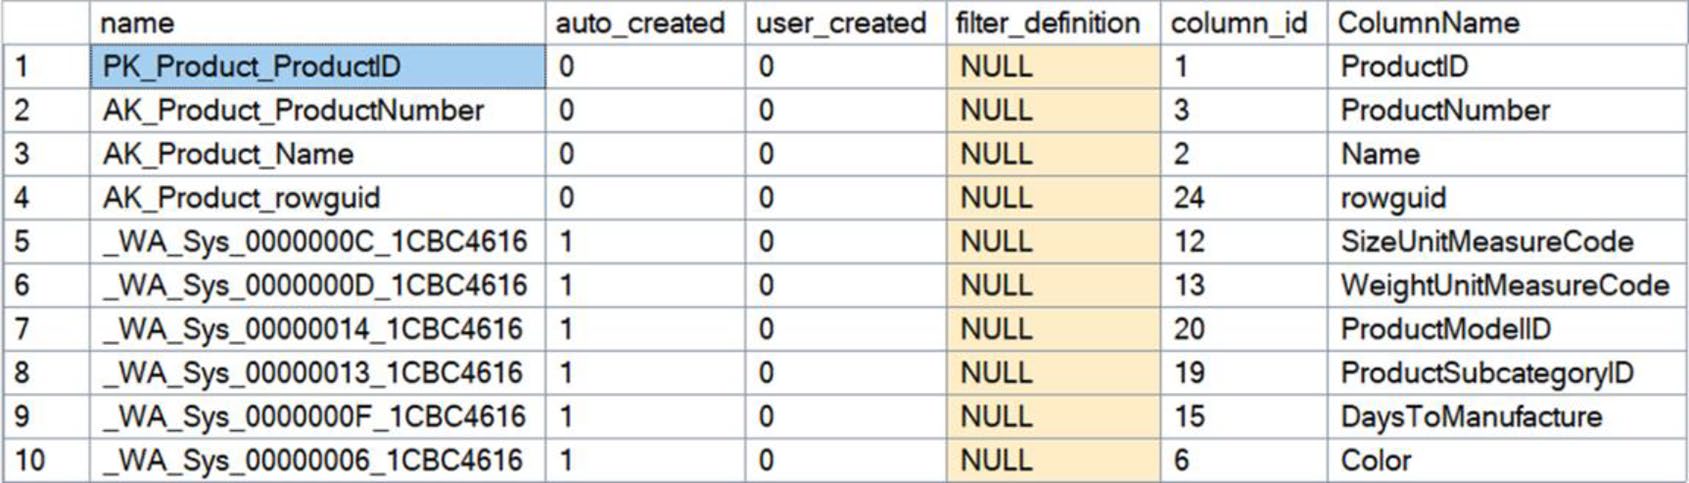 name auto_created user_created filter_definition column_id ColumnName
1 PK_Product_ProductID 0 0 NULL 1 ProductID
2 AK_Product_ProductNumber 0 0 NULL 3 ProductNumber
3 AK_Product_Name 0 0 NULL 2 Name
4 AK_Product_rowguid 0 0 NULL 24 rowguid
5 _WA_Sys_0000000C_1CBC4616 1 0 NULL 12 SizeUnitMeasureCode
6 _WA_Sys_0000000D_1CBC4616 1 0 NULL 13 WeightUnitMeasureCode
7 _WA_Sys_00000014_1CBC4616 1 0 NULL 20 ProductModelID
8 _WA_Sys_00000013_1CBC4616 1 0 NULL 19 ProductSubcategoryID
9 _WA_Sys_0000000F_1CBC4616 1 0 NULL 15 DaysToManufacture
10 _WA_Sys_00000006_1CBC4616 1 0 NULL 6 Color